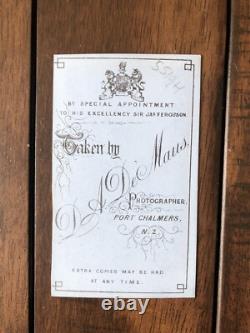 BY SPECIAL APPOINTMENT
TO HIS EXCELLENCY SIR JAS FERGUSON.
Taken by
D. A. De Maus,
PHOTOGRAPHER,
PORT CHALMERS,
N.Z.
EXTRA COPIES MAY BE HAD
AT ANY TIME.